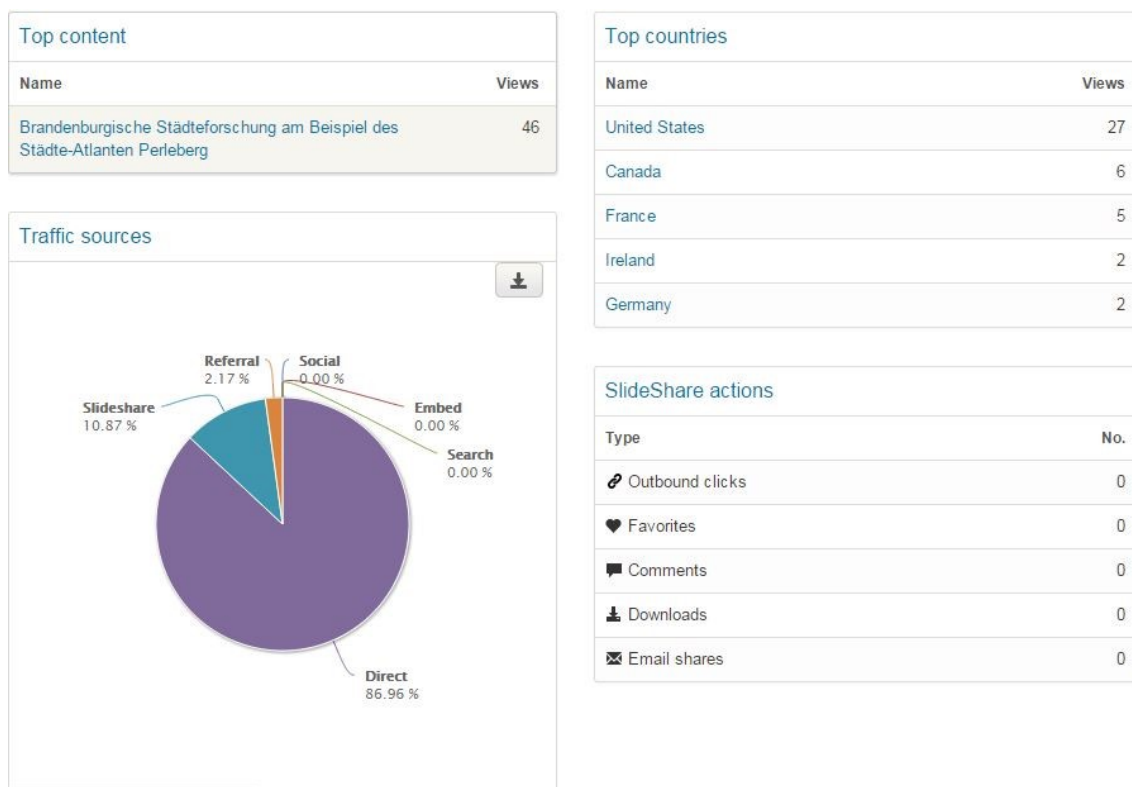 Top content
Name Views
Brandenburgische Städteforschung am Beispiel des 46
Städte-Atlanten Perleberg
Traffic sources
Referral Social
2.17 % 0.00 %
Slideshare Embed
10.87 % 0.00 %
Search
0.00 %
Direct
86.96 %
Top countries
Name Views
United States 27
Canada 6
France 5
Ireland 2
Germany 2
SlideShare actions
Type No.
Outbound clicks 0
Favorites 0
Comments 0
Downloads 0
Email shares 0